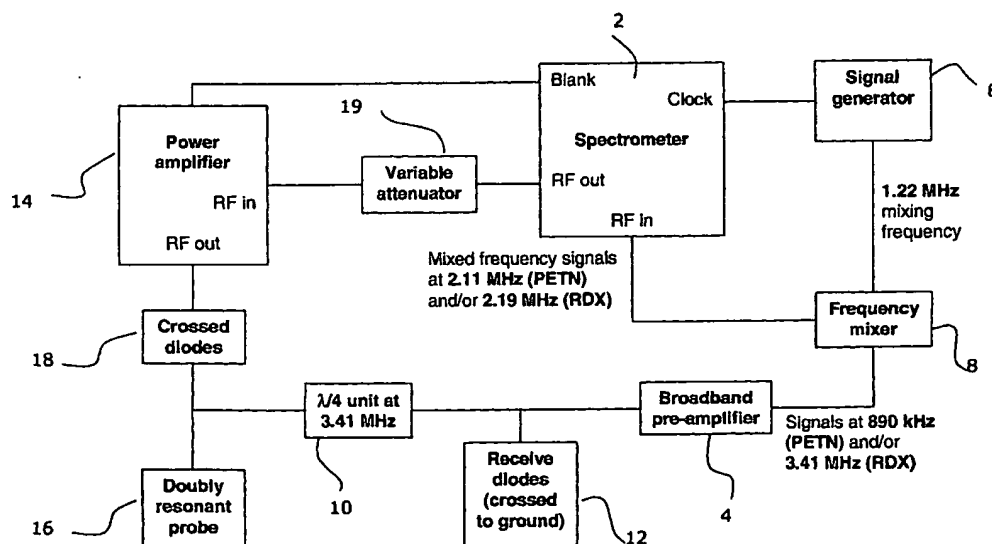 2
Blank
Clock
Spectrometer
RF out
RF in
Signal
generator
6
19
Variable
attenuator
Power
amplifier
RF in
RF out
14
1.22 MHz
mixing
frequency
Mixed frequency signals
at 2.11 MHz (PETN)
and/or 2.19 MHz (RDX)
Frequency
mixer
8
Crossed
diodes
18
λ/4 unit at
3.41 MHz
10
Broadband
pre-amplifier
4
Signals at 890 kHz
(PETN) and/or
3.41 MHz (RDX)
Doubly
resonant
probe
16
Receive
diodes
(crossed
to ground)
12